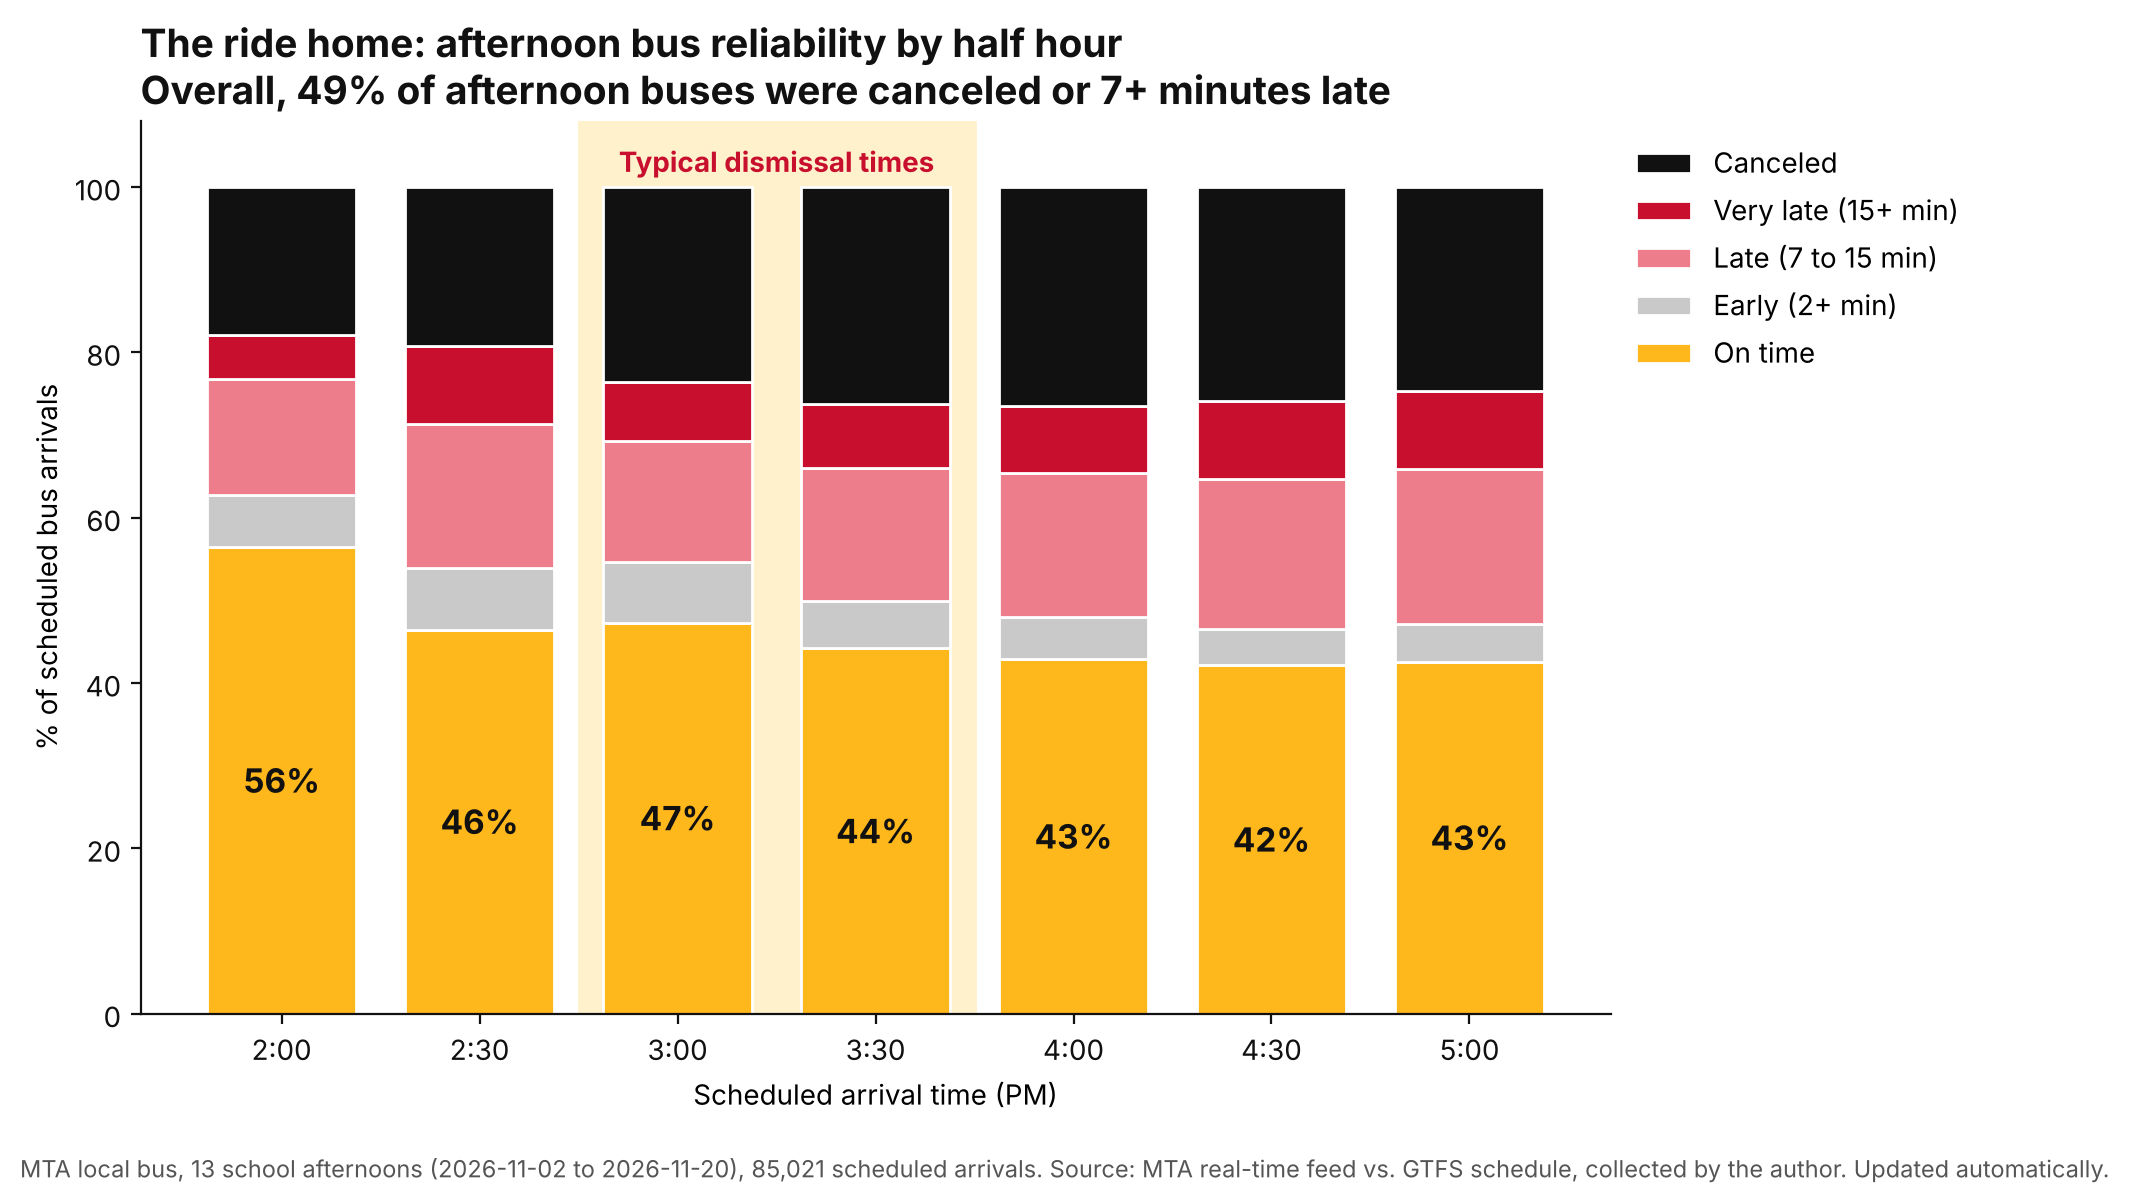 The ride home: afternoon bus reliability by half hour
Overall, 49% of afternoon buses were canceled or 7+ minutes late
Typical dismissal times
Canceled
Very late (15+ min)
Late (7 to 15 min)
Early (2+ min)
On time
% of scheduled bus arrivals
100
80
60
40
20
0
56%
46%
47%
44%
43%
42%
43%
2:00
2:30
3:00
3:30
4:00
4:30
5:00
Scheduled arrival time (PM)
MTA local bus, 13 school afternoons (2026-11-02 to 2026-11-20), 85,021 scheduled arrivals. Source: MTA real-time feed vs. GTFS schedule, collected by the author. Updated automatically.